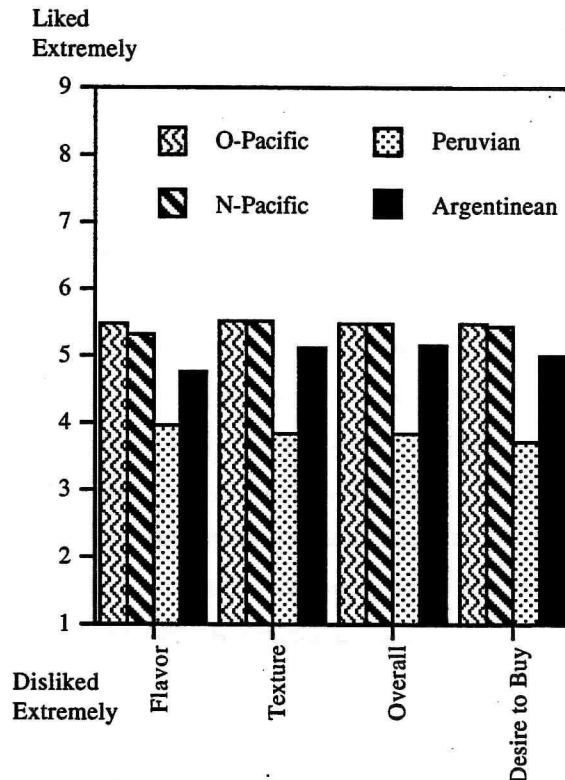 Liked
Extremely
9
8
7
6
5
4
3
2
1
O-Pacific
Peruvian
N-Pacific
Argentinean
Disliked
Extremely
Flavor
Texture
Overall
Desire to Buy